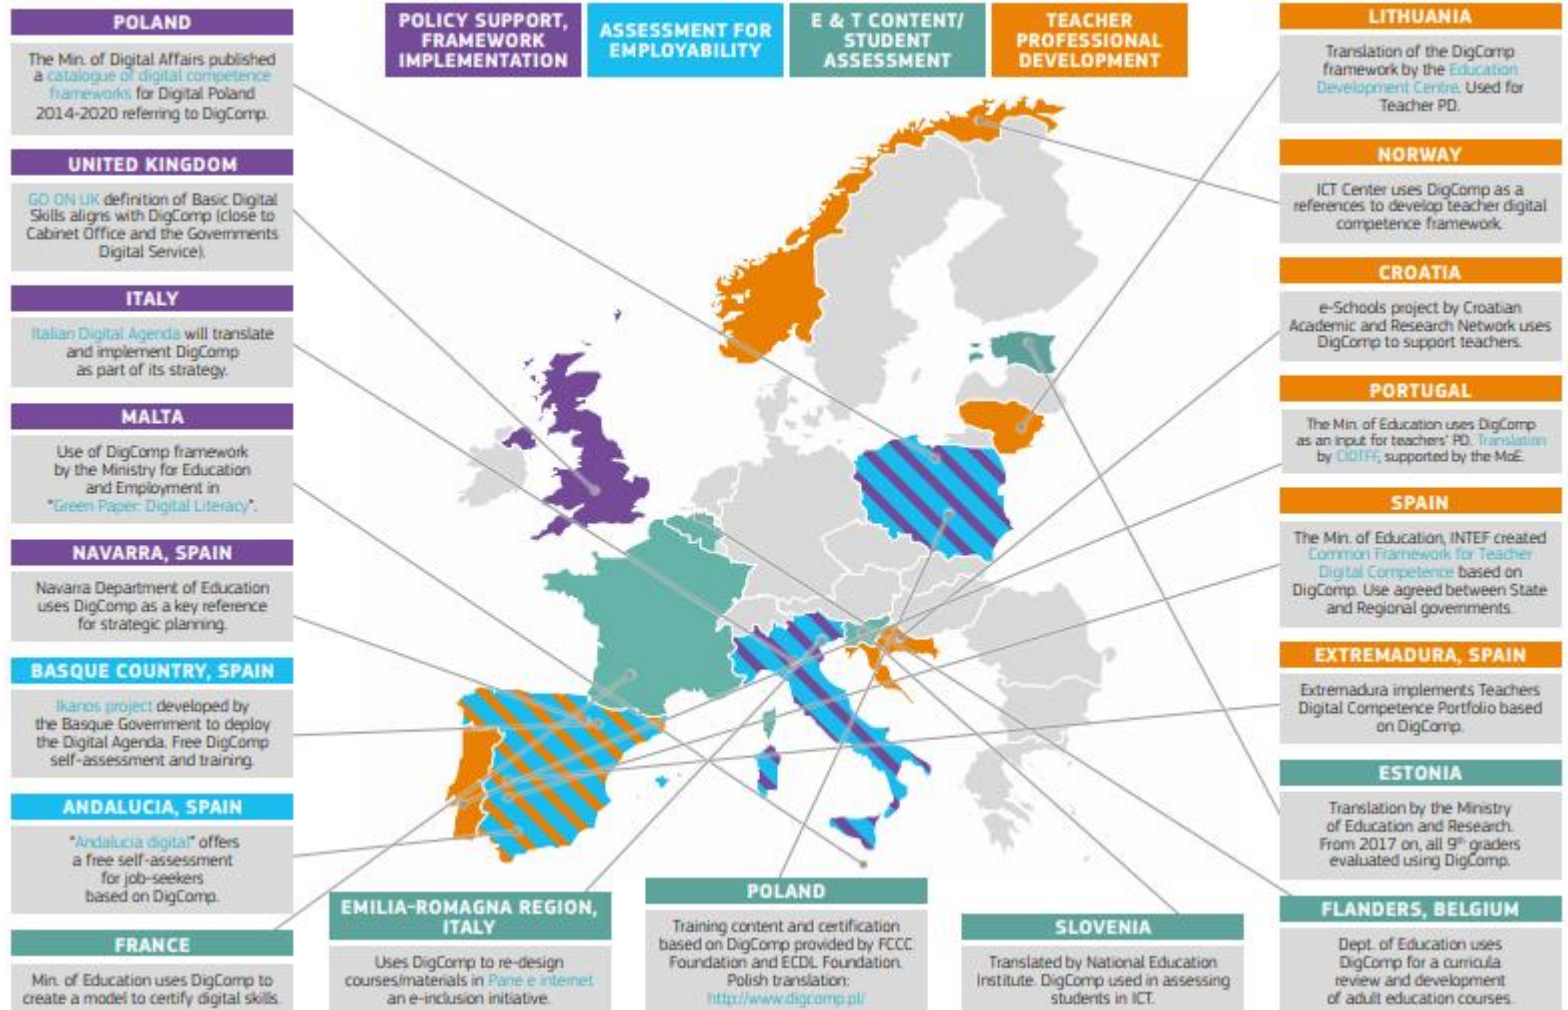 POLICY SUPPORT,
FRAMEWORK
IMPLEMENTATION
ASSESSMENT FOR
EMPLOYABILITY
E & T CONTENT/
STUDENT
ASSESSMENT
TEACHER
PROFESSIONAL
DEVELOPMENT
POLAND
The Min. of Digital Affairs published
a catalogue of digital competence
frameworks for Digital Poland
2014-2020 referring to DigComp.
UNITED KINGDOM
GO ON UK definition of Basic Digital
Skills aligns with DigComp (close to
Cabinet Office and the Governments
Digital Service).
ITALY
Italian Digital Agenda will translate
and implement DigComp
as part of its strategy.
MALTA
Use of DigComp framework
by the Ministry for Education
and Employment in
"Green Paper: Digital Literacy".
NAVARRA, SPAIN
Navarra Department of Education
uses DigComp as a key reference
for strategic planning.
BASQUE COUNTRY, SPAIN
Ikanos project developed by
the Basque Government to deploy
the Digital Agenda. Free DigComp
self-assessment and training.
ANDALUCIA, SPAIN
"Andalucia digital" offers
a free self-assessment
for job-seekers
based on DigComp.
FRANCE
Min. of Education uses DigComp to
create a model to certify digital skills.
EMILIA-ROMAGNA REGION,
ITALY
Uses DigComp to re-design
courses/materials in Pane e internet
an e-inclusion initiative.
POLAND
Training content and certification
based on DigComp provided by FCCC
Foundation and ECDL Foundation.
Polish translation:
http://www.digcomp.pl/
SLOVENIA
Translated by National Education
Institute. DigComp used in assessing
students in ICT.
LITHUANIA
Translation of the DigComp
framework by the Education
Development Centre. Used for
Teacher PD.
NORWAY
ICT Center uses DigComp as a
references to develop teacher digital
competence framework.
CROATIA
e-Schools project by Croatian
Academic and Research Network uses
DigComp to support teachers.
PORTUGAL
The Min. of Education uses DigComp
as an input for teachers' PD. Translation
by CIDTFF, supported by the MoE.
SPAIN
The Min. of Education, INTEF created
Common Framework for Teacher
Digital Competence based on
DigComp. Use agreed between State
and Regional governments.
EXTREMADURA, SPAIN
Extremadura implements Teachers
Digital Competence Portfolio based
on DigComp.
ESTONIA
Translation by the Ministry
of Education and Research.
From 2017 on, all 9th graders
evaluated using DigComp.
FLANDERS, BELGIUM
Dept. of Education uses
DigComp for a curricula
review and development
of adult education courses.